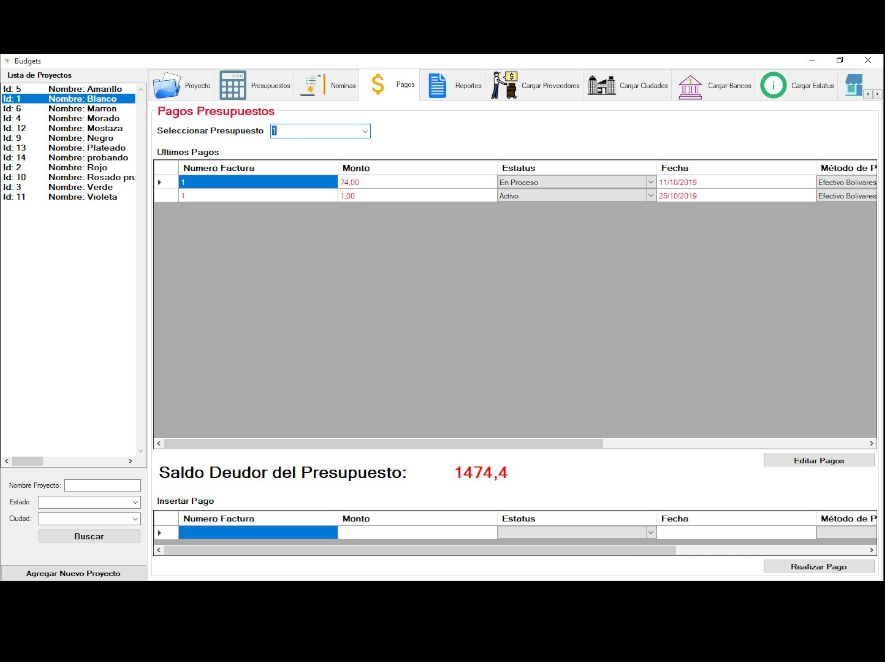 Budgets
Lista de Proyectos
Id: 5 Nombre: Amarillo
Id: 1 Nombre: Blanco
Id: 6 Nombre: Marron
Id: 4 Nombre: Morado
Id: 12 Nombre: Mostaza
Id: 9 Nombre: Negro
Id: 13 Nombre: Plateado
Id: 14 Nombre: probando
Id: 2 Nombre: Rojo
Id: 10 Nombre: Rosado pru
Id: 3 Nombre: Verde
Id: 11 Nombre: Violeta
Nombre Proyecto:
Estado:
Ciudad:
Buscar
Agregar Nuevo Proyecto
Proyecto Presupuestos Nominas Pagos Reportes Cargar Proveedores Cargar Ciudades Cargar Bancos Cargar Estatus
Pagos Presupuestos
Seleccionar Presupuesto 1
Ultimos Pagos
Numero Factura Monto Estatus Fecha Método de P
1 74,00 En Proceso 11/10/2019 Efectivo Bolivares
1 1,00 Activo 25/10/2019 Efectivo Bolivares
Editar Pagos
Saldo Deudor del Presupuesto: 1474,4
Insertar Pago
Numero Factura Monto Estatus Fecha Método de P
Realizar Pago